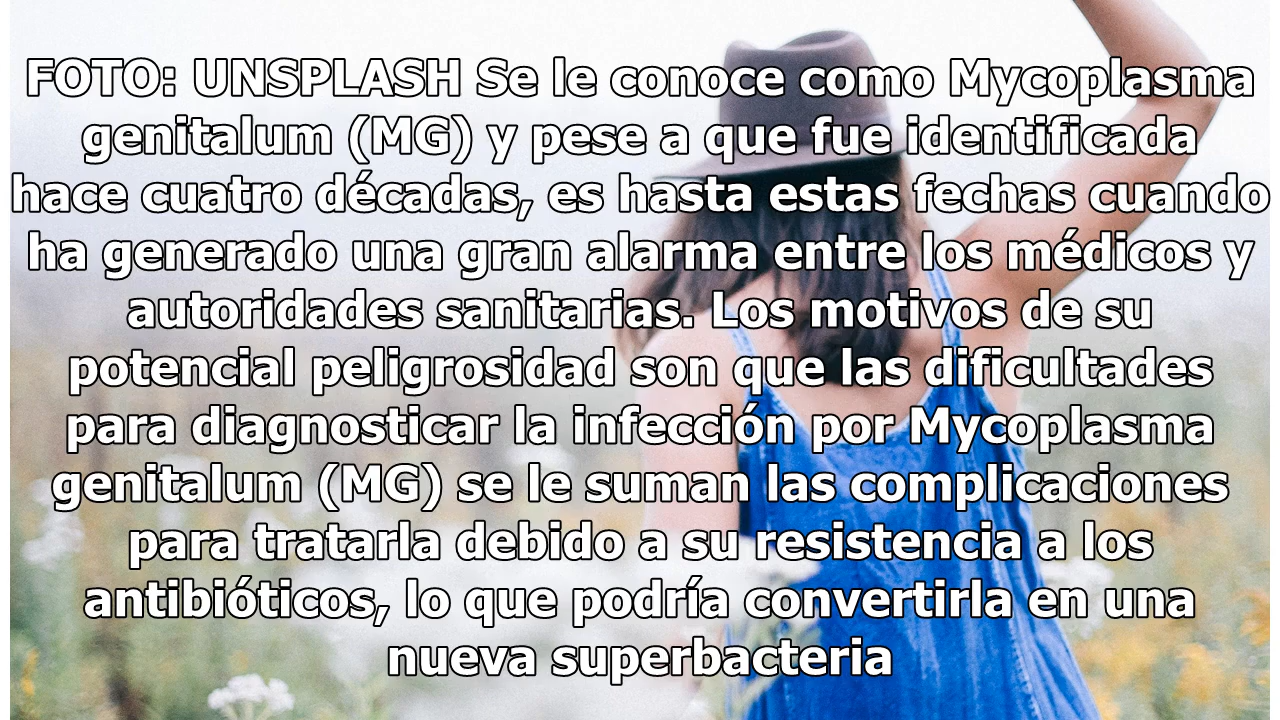 FOTO: UNSPLASH Se le conoce como Mycoplasma
genitalum (MG) y pese a que fue identificada
hace cuatro décadas, es hasta estas fechas cuando
ha generado una gran alarma entre los médicos y
autoridades sanitarias. Los motivos de su
potencial peligrosidad son que las dificultades
para diagnosticar la infección por Mycoplasma
genitalum (MG) se le suman las complicaciones
para tratarla debido a su resistencia a los
antibióticos, lo que podría convertirla en una
nueva superbacteria